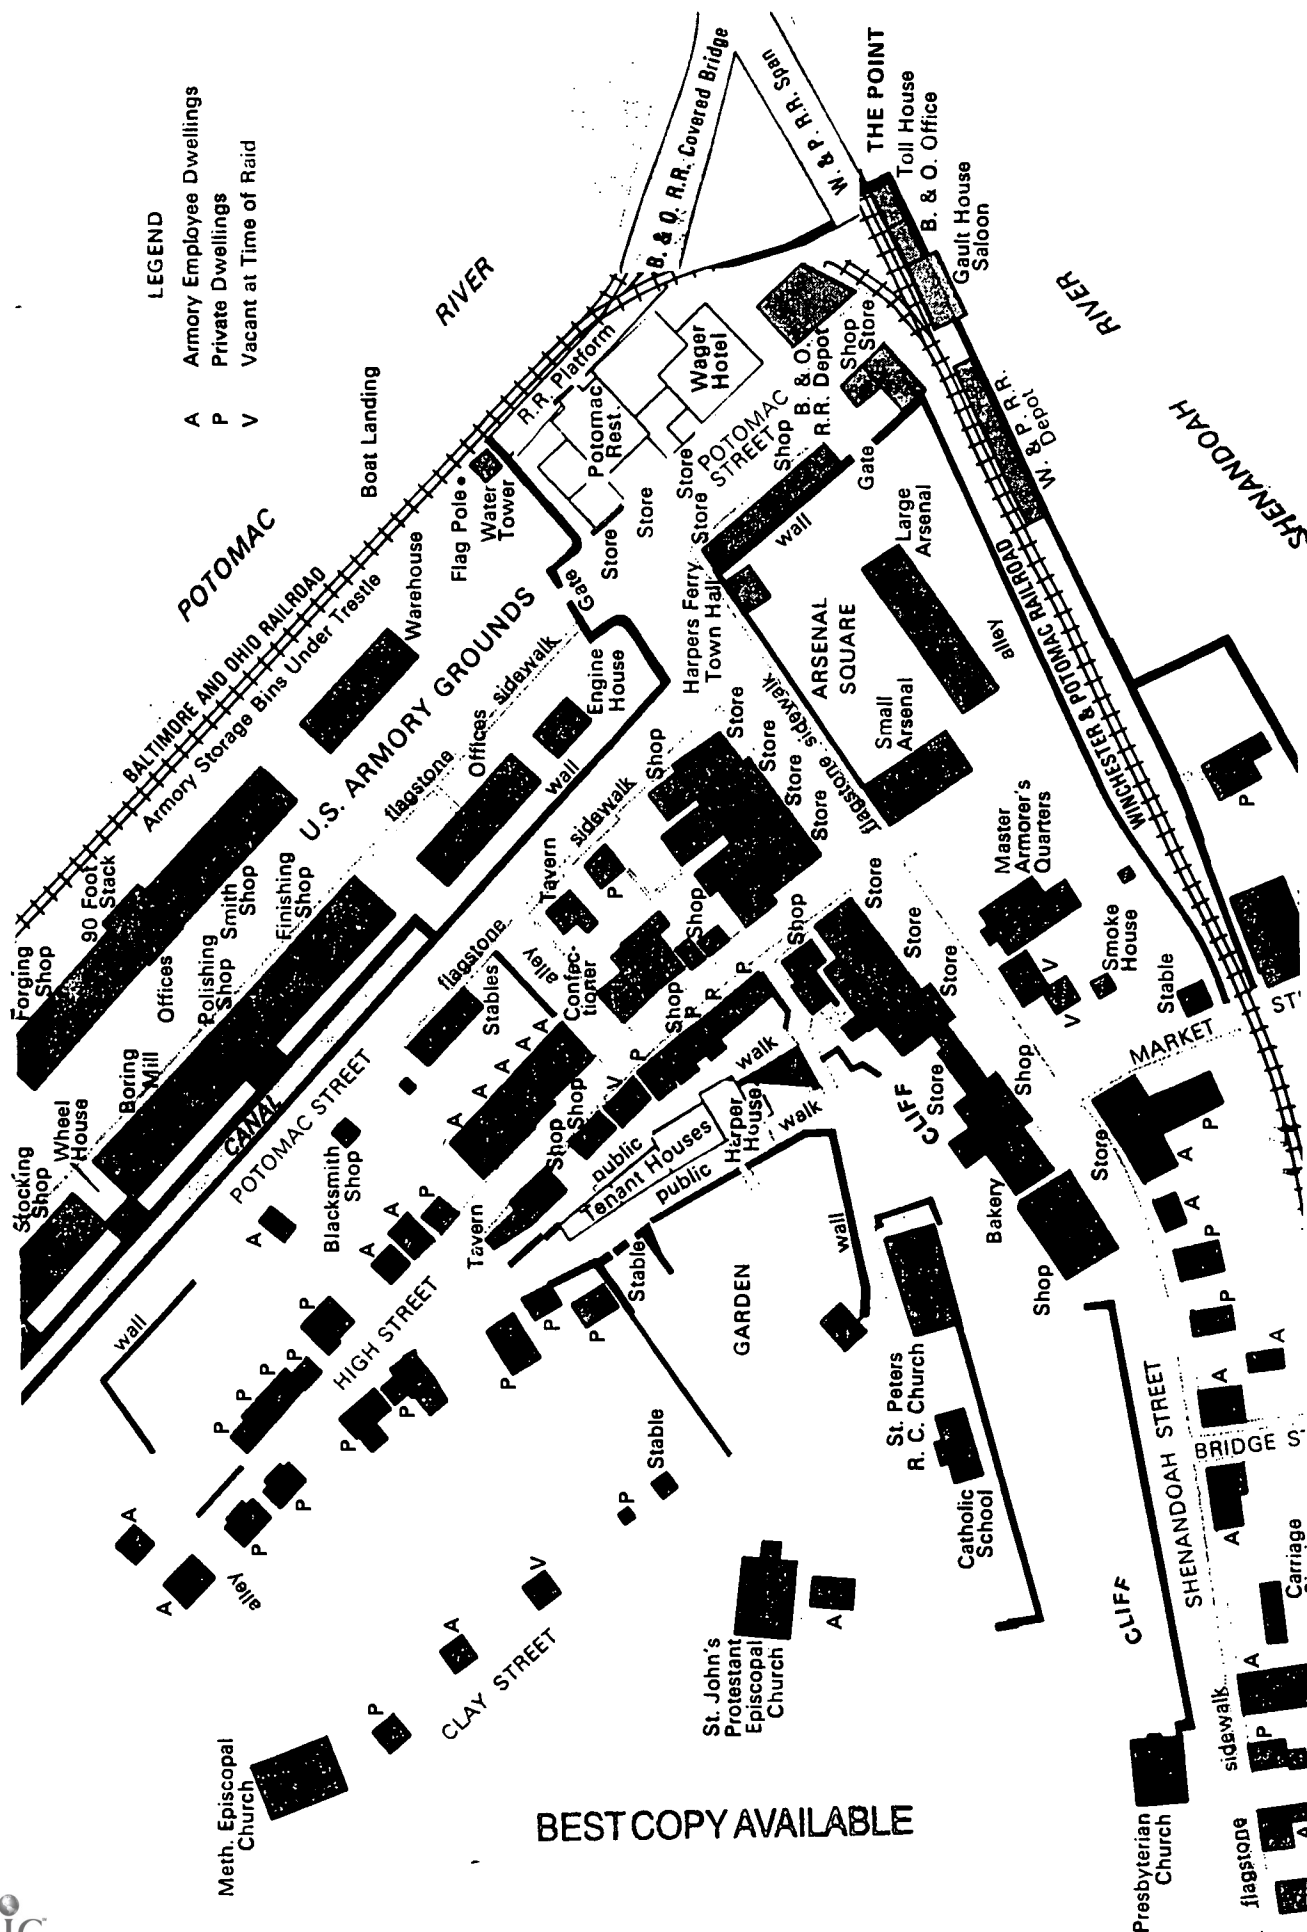 LEGEND
A Armory Employee Dwellings
P Private Dwellings
V Vacant at Time of Raid
POTOMAC
RIVER
Boat Landing
B. & O. R.R. Covered Bridge
W. & P. R.R. Span
THE POINT
Toll House
B. & O. Office
Gault House
Saloon
RIVER
SHENANDOAH
SHENANDOAH
BALTIMORE AND OHIO RAILROAD
Armory Storage Bins Under Trestle
Warehouse
Flag Pole
Water
Tower
R.R. Platform
Potomac
Rest.
Wager
Hotel
POTOMAC
STREET
B. & O.
R.R. Depot
Shop
Store
Shop
Gate
W. & P. R.R.
W. Depot
Store
Store
Store
Store
Gate
wall
U.S. ARMORY GROUNDS
sidewalk
Engine
House
flagstone
Offices
wall
Harpers Ferry
Town Hall
ARSENAL
SQUARE
Large
Arsenal
alley
Small
Arsenal
flagstone sidewalk
WINCHESTER & POTOMAC RAILROAD
Forging
Shop
90 Foot
Stack
Offices
Polishing
Shop
Smith
Shop
Finishing
Shop
Stocking
Shop
Wheel
House
Boring
Mill
CANAL
POTOMAC STREET
flagstone
sidewalk
Stables
alley
Tavern
P
Confec-
tioner
Shop
Store
Store
Store
Store
Shop
Shop
Shop
Store
Store
Store
Master
Armorer's
Quarters
Smoke
House
V
V
Stable
MARKET
ST
P
A
Blacksmith
Shop
A
A
P
A
A
A
A
A
Tavern
Shop
Shop
V
P
P
P
P
public
walk
Tenant Houses
Harper
House
public
walk
CLIFF
Store
Shop
Bakery
Shop
Store
A
P
wall
HIGH STREET
P
P
P
P
P
P
P
P
P
P
Stable
GARDEN
wall
St. Peters
R. C. Church
Catholic
School
A
P
P
A
A
SHENANDOAH STREET
BRIDGE S
A
A
alley
P
P
P
Stable
A
V
P
CLAY STREET
Meth. Episcopal
Church
St. John's
Protestant
Episcopal
Church
A
CLIFF
A
Carriage
sidewalk
A
P
Presbyterian
Church
flagstone
A
BEST COPY AVAILABLE